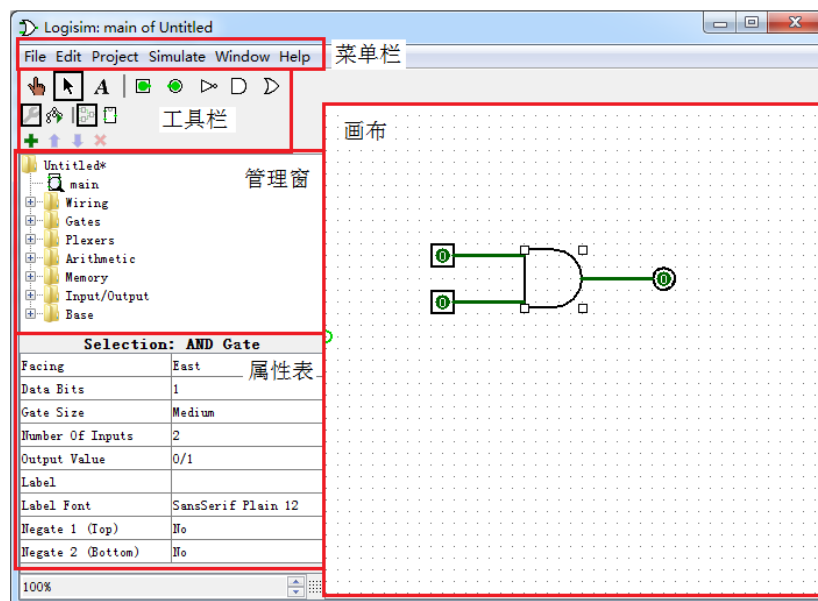 Logisim: main of Untitled
File Edit Project Simulate Window Help
菜单栏
A
工具栏
画布
Untitled*
管理窗
main
Wiring
Gates
Plexers
Arithmetic
Memory
Input/Output
Base
0
0
0
Selection: AND Gate
Facing East
属性表
Data Bits 1
Gate Size Medium
Number Of Inputs 2
Output Value 0/1
Label
Label Font SansSerif Plain 12
Negate 1 (Top) No
Negate 2 (Bottom) No
100%